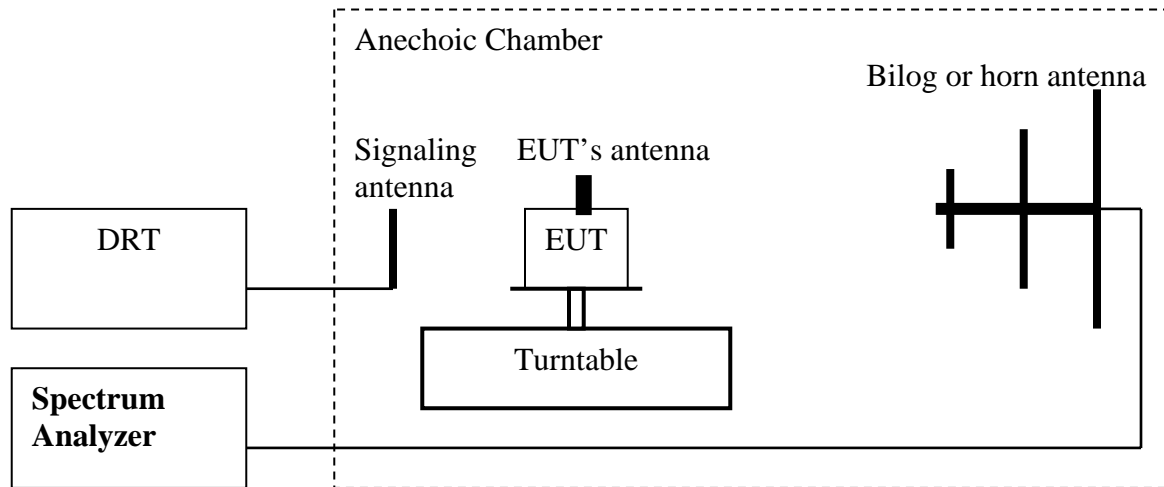 Anechoic Chamber
Bilog or horn antenna
Signaling
antenna
EUT’s antenna
DRT
EUT
Turntable
Spectrum
Analyzer